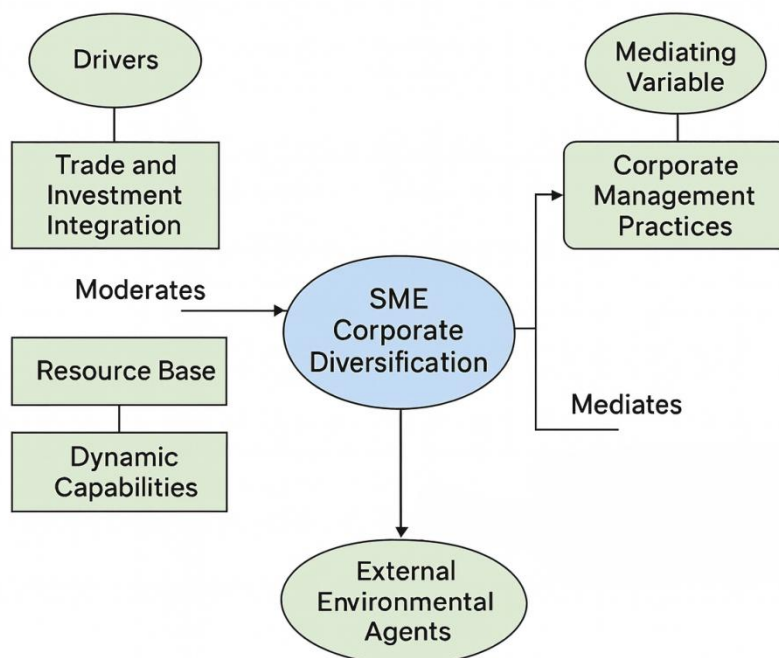 Drivers
Mediating
Variable
Trade and
Investment
Integration
Corporate
Management
Practices
Moderates
SME
Corporate
Diversification
Resource Base
Mediates
Dynamic
Capabilities
External
Environmental
Agents